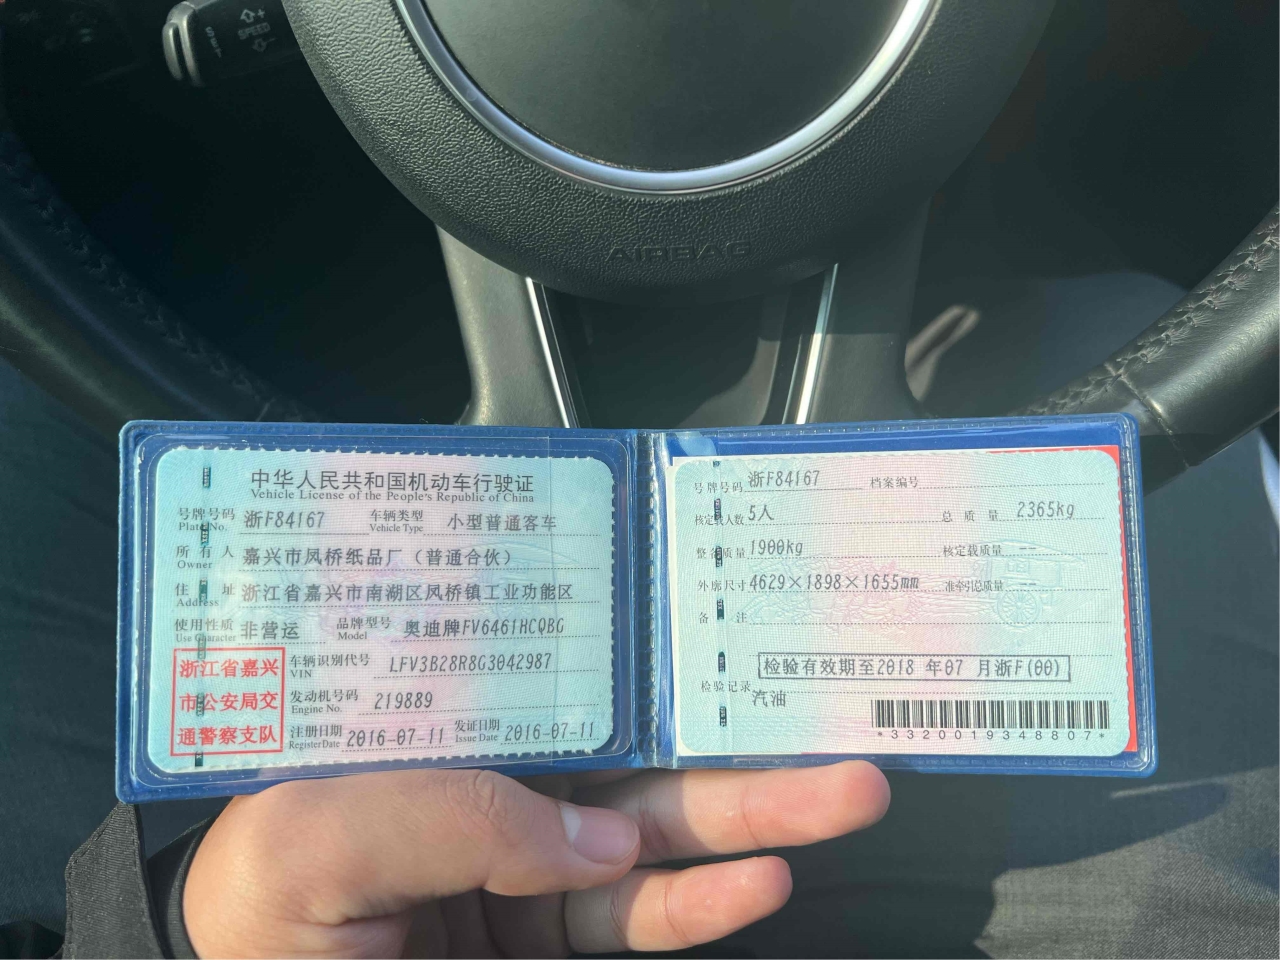 SPEED
SET
AIRBAG
中华人民共和国机动车行驶证
Vehicle License of the People's Republic of China
号牌号码 浙F84167 车辆类型 小型普通客车
Plate No. Vehicle Type
所有人 嘉兴市凤桥纸品厂（普通合伙）
Owner
住址 浙江省嘉兴市南湖区凤桥镇工业功能区
Address
使用性质 非营运 品牌型号 奥迪牌FV6461HCQBG
Use Character Model
浙江省嘉兴
市公安局交
通警察支队
车辆识别代号 LFV3B28R8G3042987
VIN
发动机号码 219889
Engine No.
注册日期 2016-07-11 发证日期 2016-07-11
Register Date Issue Date
号牌号码 浙F84167 档案编号
核定载人数 5人 总质量 2365kg
整备质量 1900kg 核定载质量 --
外廓尺寸 4629×1898×1655mm 准牵引总质量 --
备注
检验有效期至2018 年07 月浙F(00)
检验记录
汽油
*3320019348807*